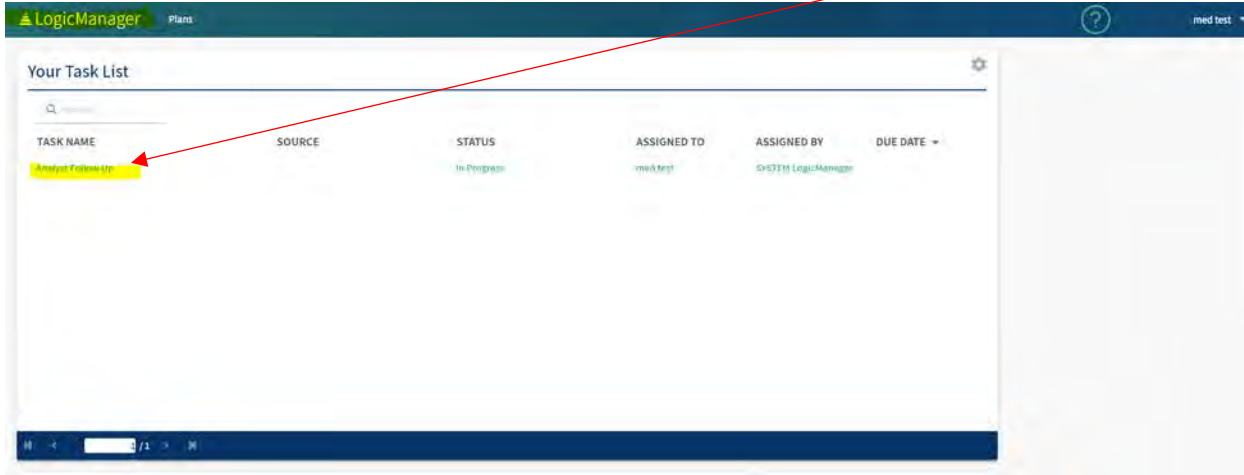 LogicManager Plans ? med test
Your Task List
TASK NAME SOURCE STATUS ASSIGNED TO ASSIGNED BY DUE DATE
Analyst Follow Up In Progress med test SYSTEM LogicManager
/1